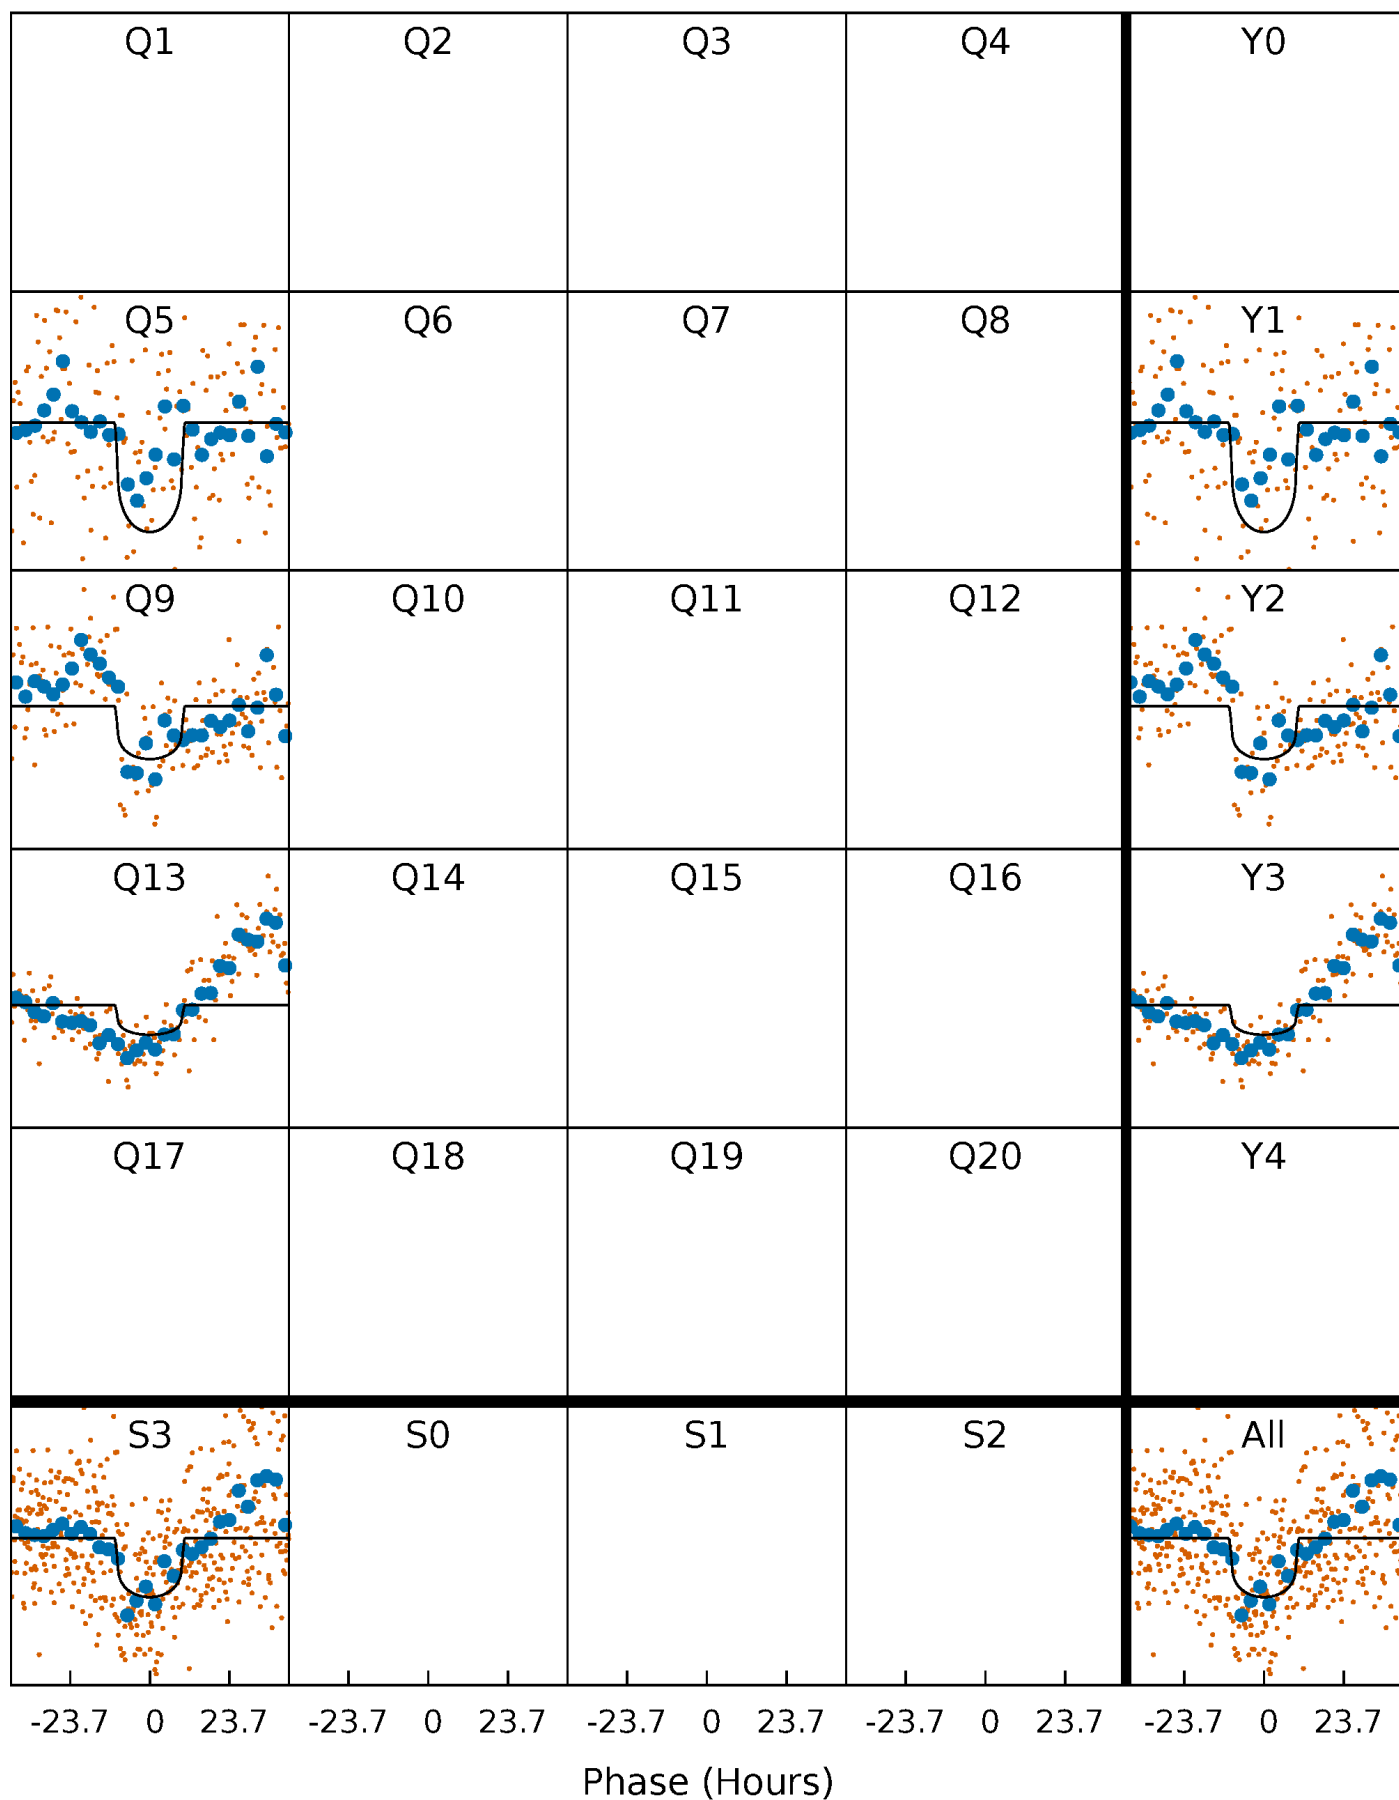 Q1 Q2 Q3 Q4 Y0
Q5 Q6 Q7 Q8 Y1
Q9 Q10 Q11 Q12 Y2
Q13 Q14 Q15 Q16 Y3
Q17 Q18 Q19 Q20 Y4
S3 S0 S1 S2 All
-23.7 0 23.7 -23.7 0 23.7 -23.7 0 23.7 -23.7 0 23.7 -23.7 0 23.7
Phase (Hours)